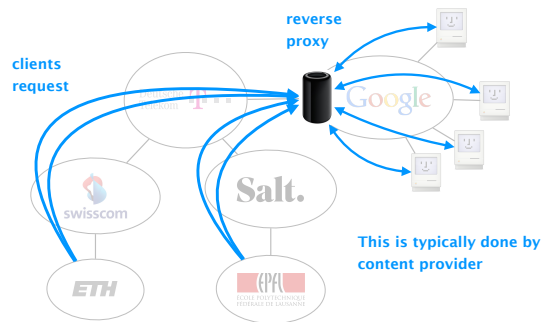 reverse
proxy
clients
request
T
Google
swisscom
Salt.
ETH
EPFL
ÉCOLE POLYTECHNIQUE
FÉDÉRALE DE LAUSANNE
This is typically done by
content provider